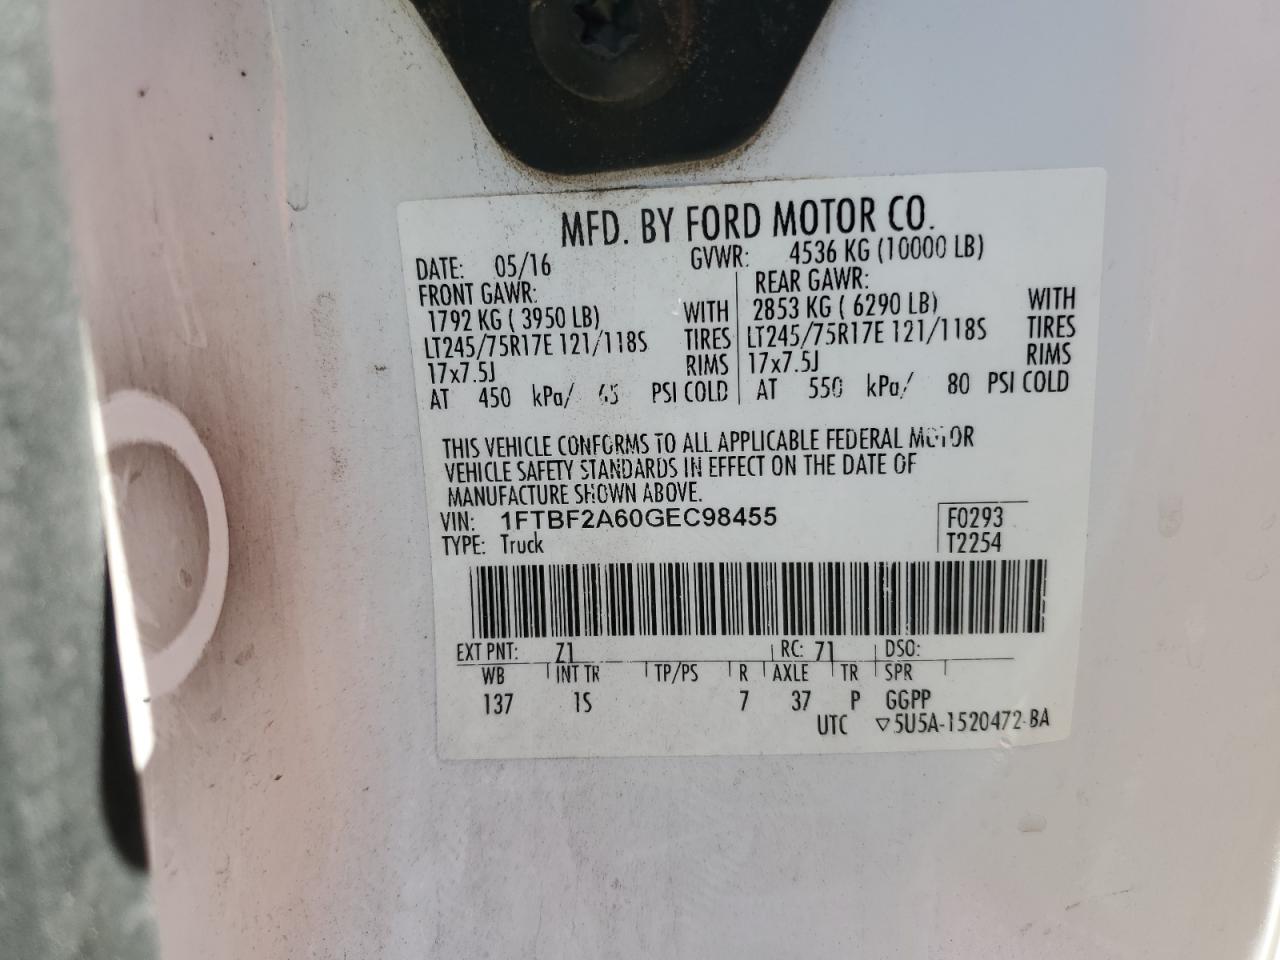 MFD. BY FORD MOTOR CO.
DATE: 05/16 GVWR: 4536 KG (10000 LB)
FRONT GAWR: REAR GAWR:
1792 KG ( 3950 LB) WITH 2853 KG ( 6290 LB) WITH
LT245/75R17E 121/118S TIRES LT245/75R17E 121/118S TIRES
17x7.5J RIMS 17x7.5J RIMS
AT 450 kPa/ 65 PSI COLD AT 550 kPa/ 80 PSI COLD
THIS VEHICLE CONFORMS TO ALL APPLICABLE FEDERAL MOTOR
VEHICLE SAFETY STANDARDS IN EFFECT ON THE DATE OF
MANUFACTURE SHOWN ABOVE.
VIN: 1FTBF2A60GEC98455 F0293
TYPE: Truck T2254
EXT PNT: Z1 RC: 71 DSO:
WB INT TR TP/PS R AXLE TR SPR
137 1S 7 37 P GGPP
UTC ▽5U5A-1520472-BA